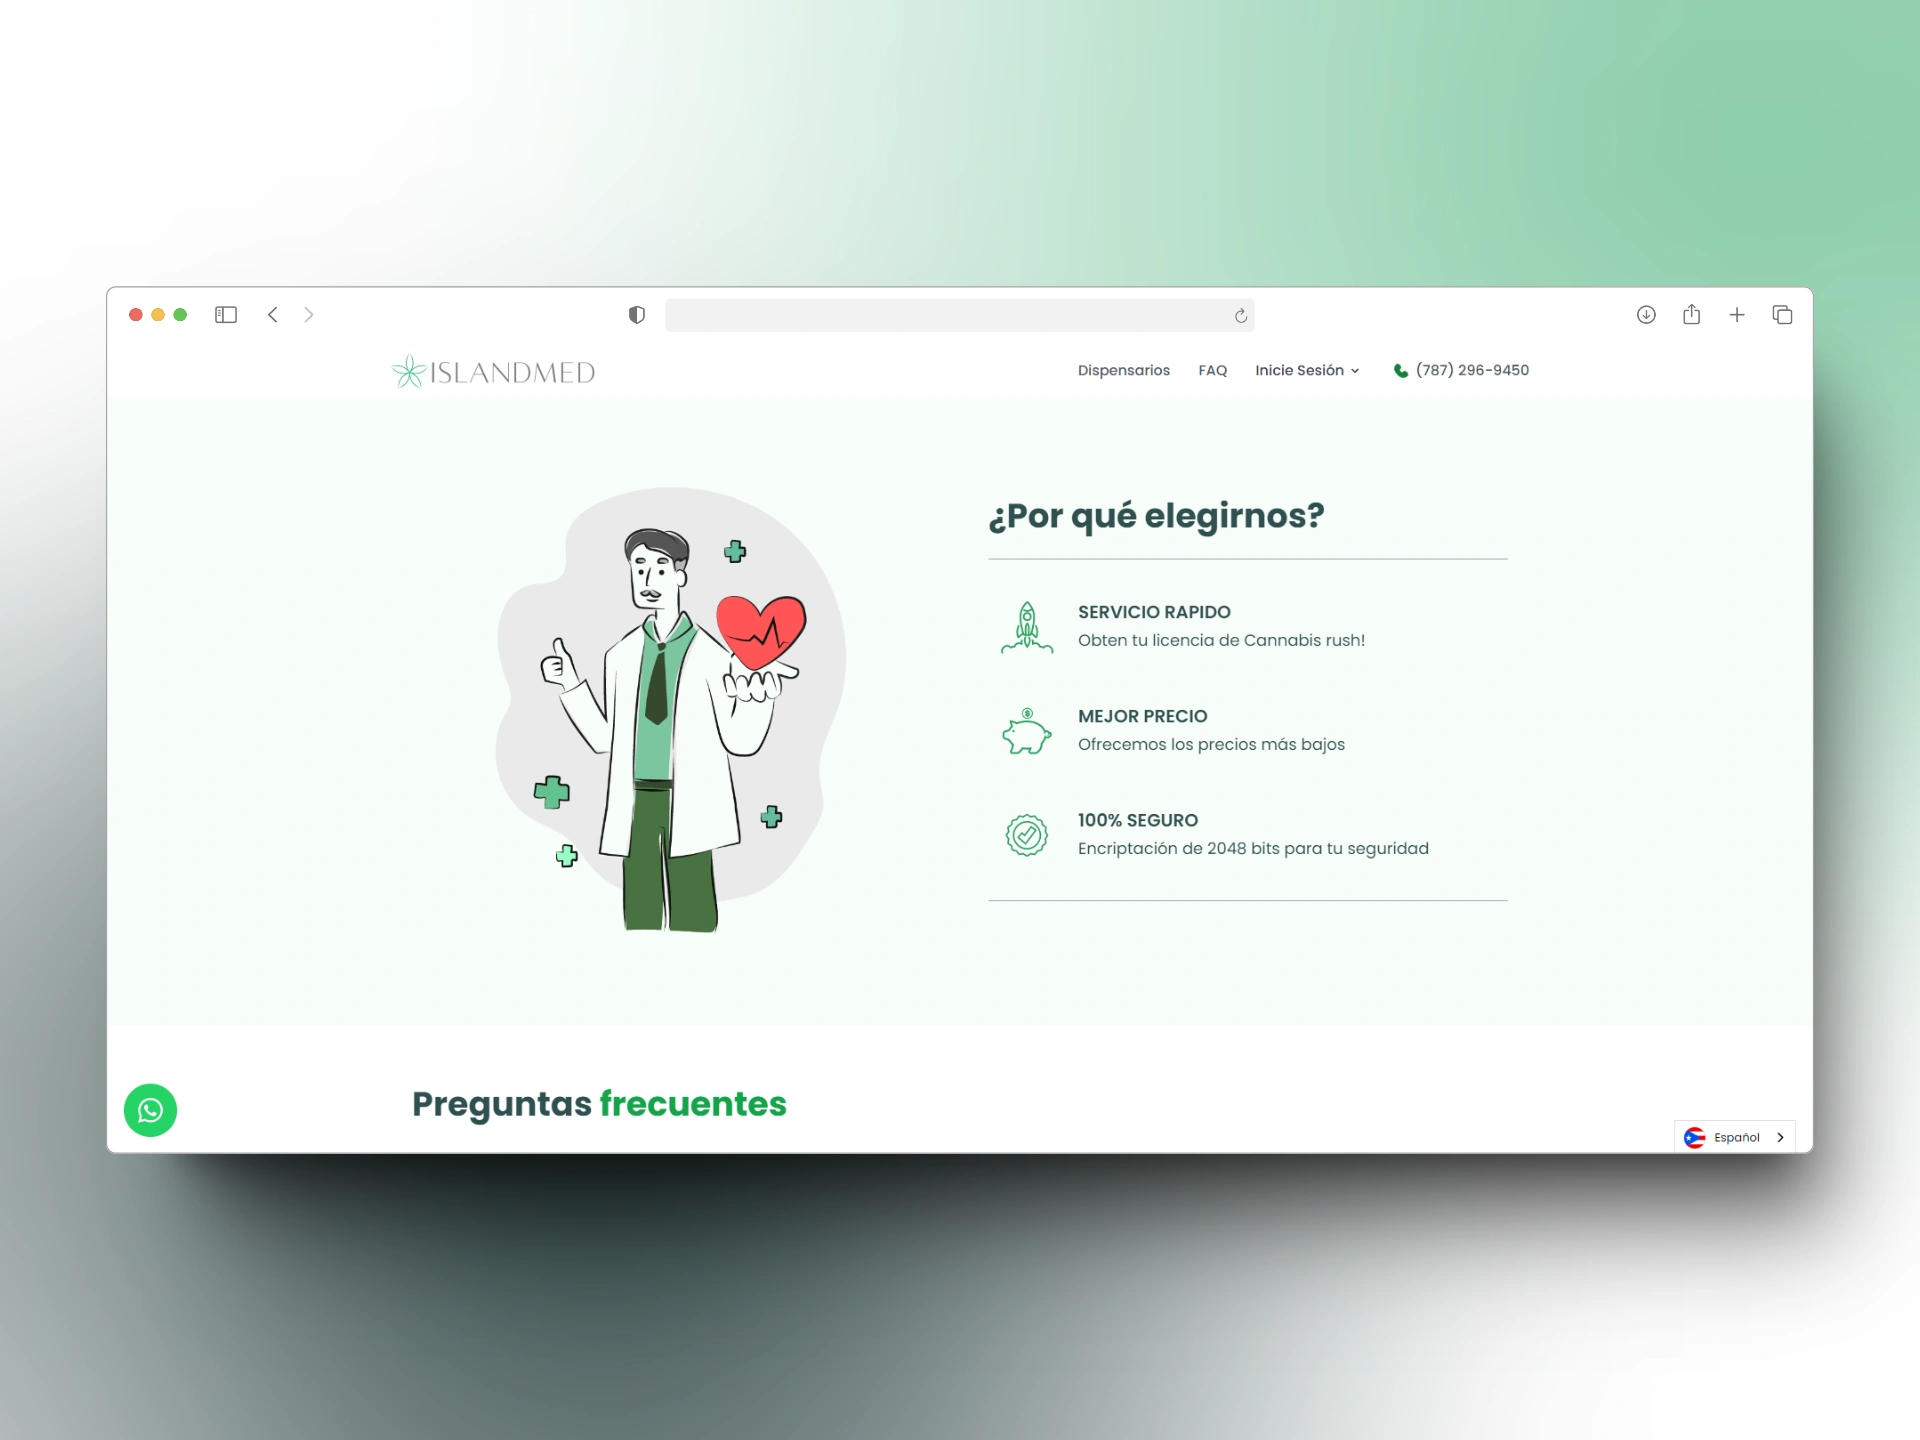 ISLANDMED
Dispensarios FAQ Inicie Sesión (787) 296-9450
¿Por qué elegirnos?
SERVICIO RAPIDO
Obten tu licencia de Cannabis rush!
$
MEJOR PRECIO
Ofrecemos los precios más bajos
100% SEGURO
Encriptación de 2048 bits para tu seguridad
Preguntas frecuentes
Español